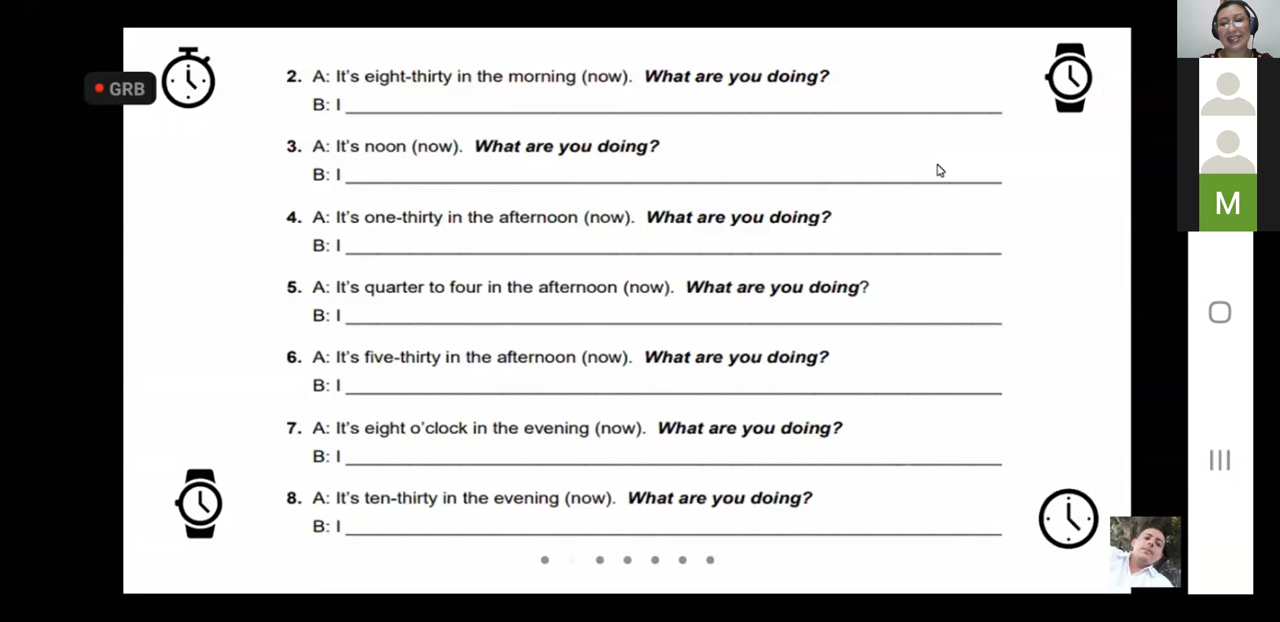 GRB
2. A: It's eight-thirty in the morning (now). What are you doing?
B: I
3. A: It's noon (now). What are you doing?
B: I
4. A: It's one-thirty in the afternoon (now). What are you doing?
B: I
5. A: It's quarter to four in the afternoon (now). What are you doing?
B: I
6. A: It's five-thirty in the afternoon (now). What are you doing?
B: I
7. A: It's eight o'clock in the evening (now). What are you doing?
B: I
8. A: It's ten-thirty in the evening (now). What are you doing?
B: I
M